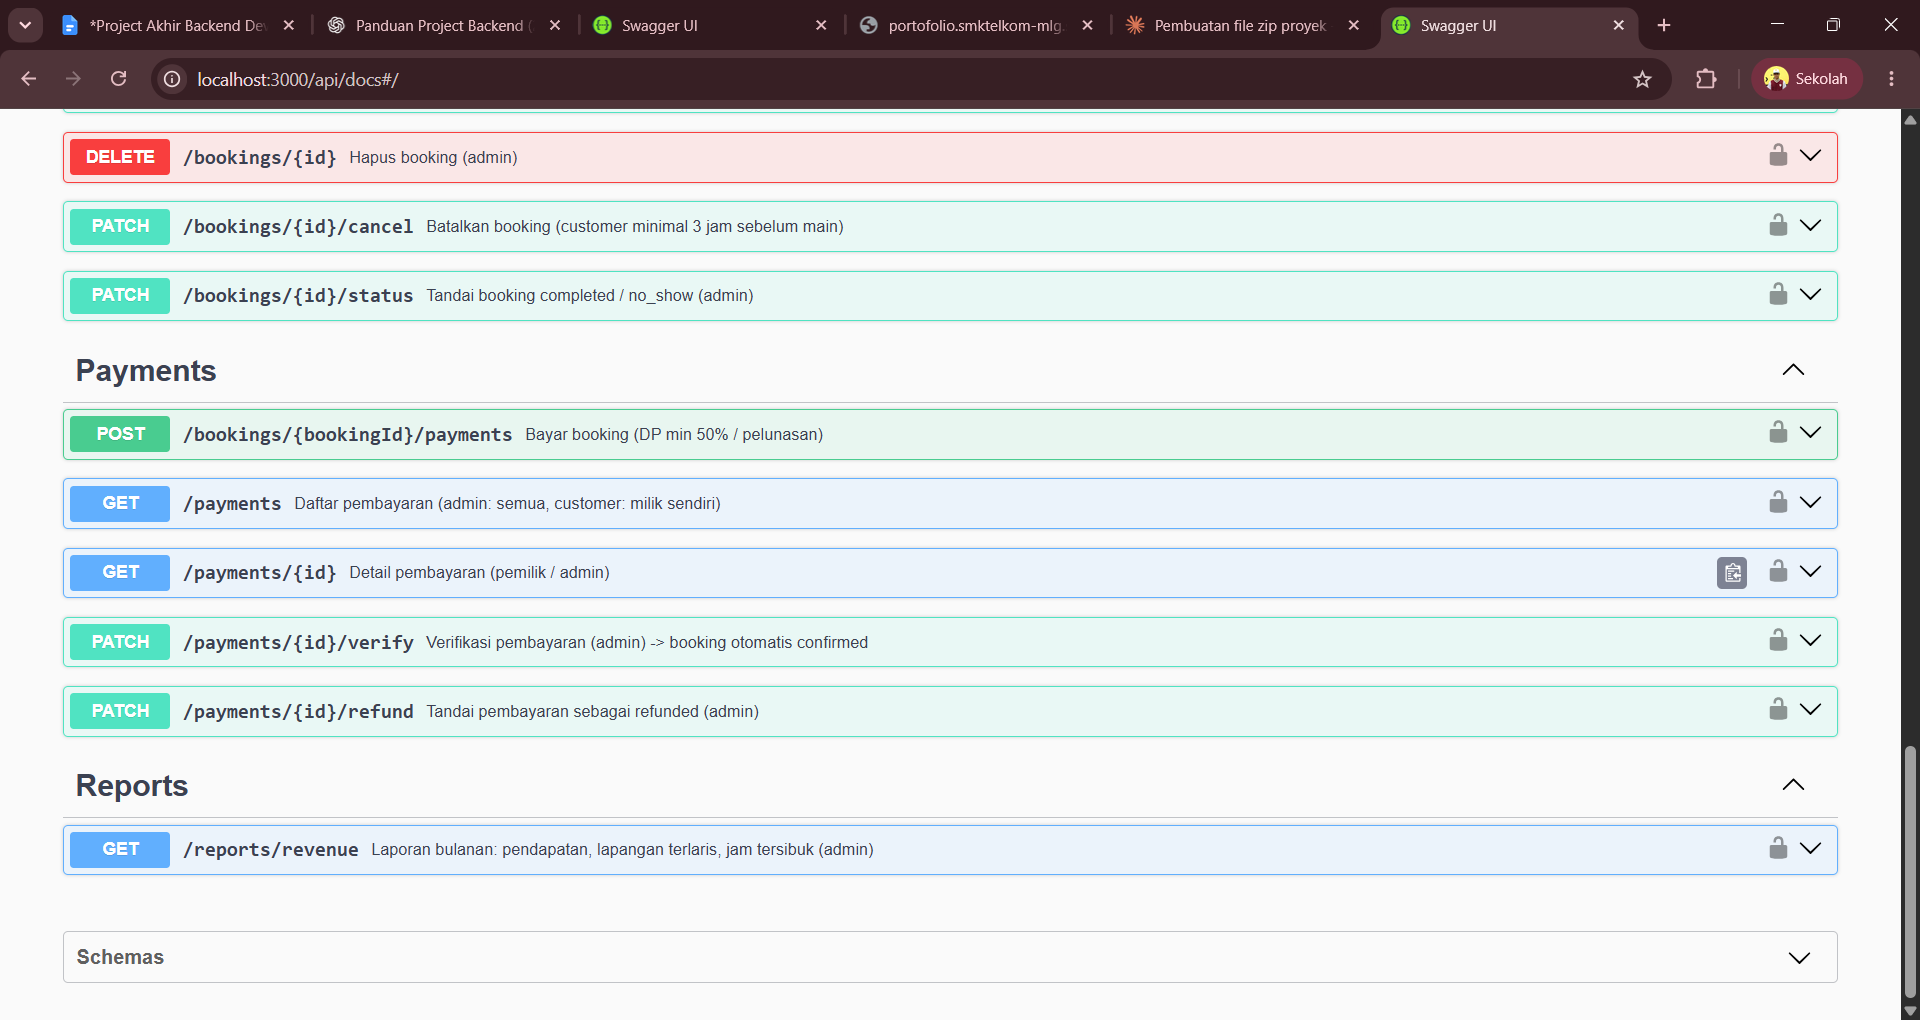 *Project Akhir Backend De
Panduan Project Backend
Swagger UI
portofolio.smktelkom-mlg.
Pembuatan file zip proyek
Swagger UI
localhost:3000/api/docs#/
Sekolah
DELETE /bookings/{id} Hapus booking (admin)
PATCH /bookings/{id}/cancel Batalkan booking (customer minimal 3 jam sebelum main)
PATCH /bookings/{id}/status Tandai booking completed / no_show (admin)
Payments
POST /bookings/{bookingId}/payments Bayar booking (DP min 50% / pelunasan)
GET /payments Daftar pembayaran (admin: semua, customer: milik sendiri)
GET /payments/{id} Detail pembayaran (pemilik / admin)
PATCH /payments/{id}/verify Verifikasi pembayaran (admin) -> booking otomatis confirmed
PATCH /payments/{id}/refund Tandai pembayaran sebagai refunded (admin)
Reports
GET /reports/revenue Laporan bulanan: pendapatan, lapangan terlaris, jam tersibuk (admin)
Schemas